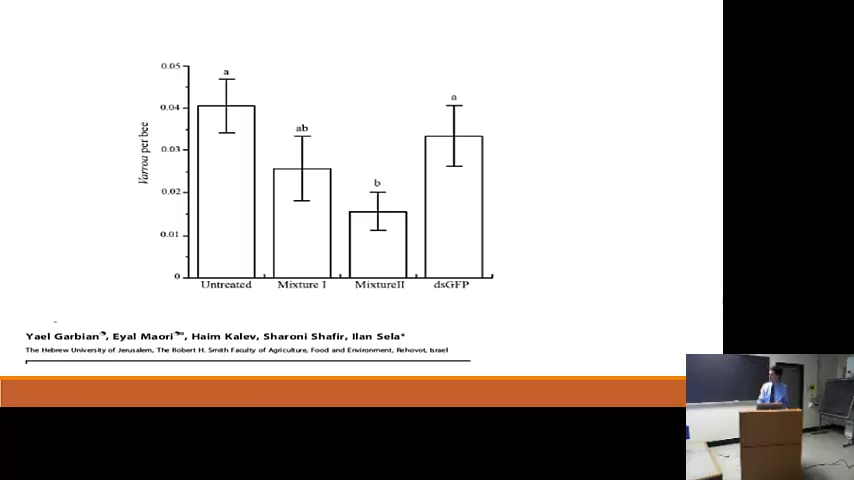 0.05
a
0.04
a
ab
0.03
Varroa per bee
0.02
b
0.01
0
Untreated
Mixture I
MixtureII
dsGFP
Yael Garbian, Eyal Maori, Haim Kalev, Sharoni Shafir, Ilan Sela*
The Hebrew University of Jerusalem, The Robert H. Smith Faculty of Agriculture, Food and Environment, Rehovot, Israel